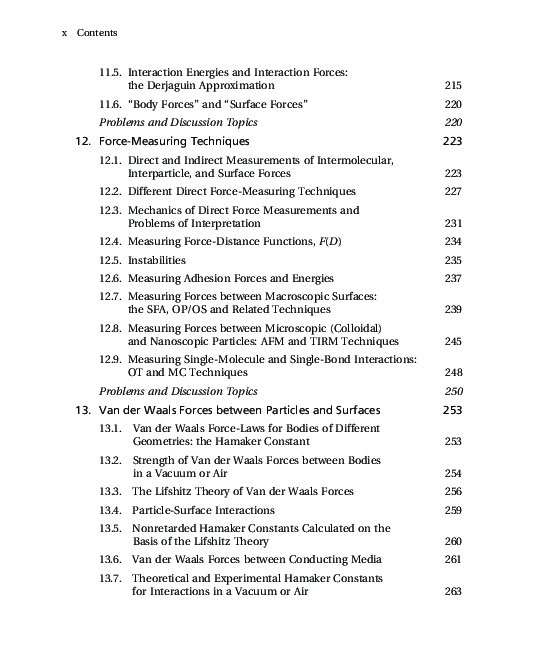 x Contents
11.5. Interaction Energies and Interaction Forces:
the Derjaguin Approximation 215
11.6. “Body Forces” and “Surface Forces” 220
Problems and Discussion Topics 220
12. Force-Measuring Techniques 223
12.1. Direct and Indirect Measurements of Intermolecular,
Interparticle, and Surface Forces 223
12.2. Different Direct Force-Measuring Techniques 227
12.3. Mechanics of Direct Force Measurements and
Problems of Interpretation 231
12.4. Measuring Force-Distance Functions, F(D) 234
12.5. Instabilities 235
12.6. Measuring Adhesion Forces and Energies 237
12.7. Measuring Forces between Macroscopic Surfaces:
the SFA, OP/OS and Related Techniques 239
12.8. Measuring Forces between Microscopic (Colloidal)
and Nanoscopic Particles: AFM and TIRM Techniques 245
12.9. Measuring Single-Molecule and Single-Bond Interactions:
OT and MC Techniques 248
Problems and Discussion Topics 250
13. Van der Waals Forces between Particles and Surfaces 253
13.1. Van der Waals Force-Laws for Bodies of Different
Geometries: the Hamaker Constant 253
13.2. Strength of Van der Waals Forces between Bodies
in a Vacuum or Air 254
13.3. The Lifshitz Theory of Van der Waals Forces 256
13.4. Particle-Surface Interactions 259
13.5. Nonretarded Hamaker Constants Calculated on the
Basis of the Lifshitz Theory 260
13.6. Van der Waals Forces between Conducting Media 261
13.7. Theoretical and Experimental Hamaker Constants
for Interactions in a Vacuum or Air 263